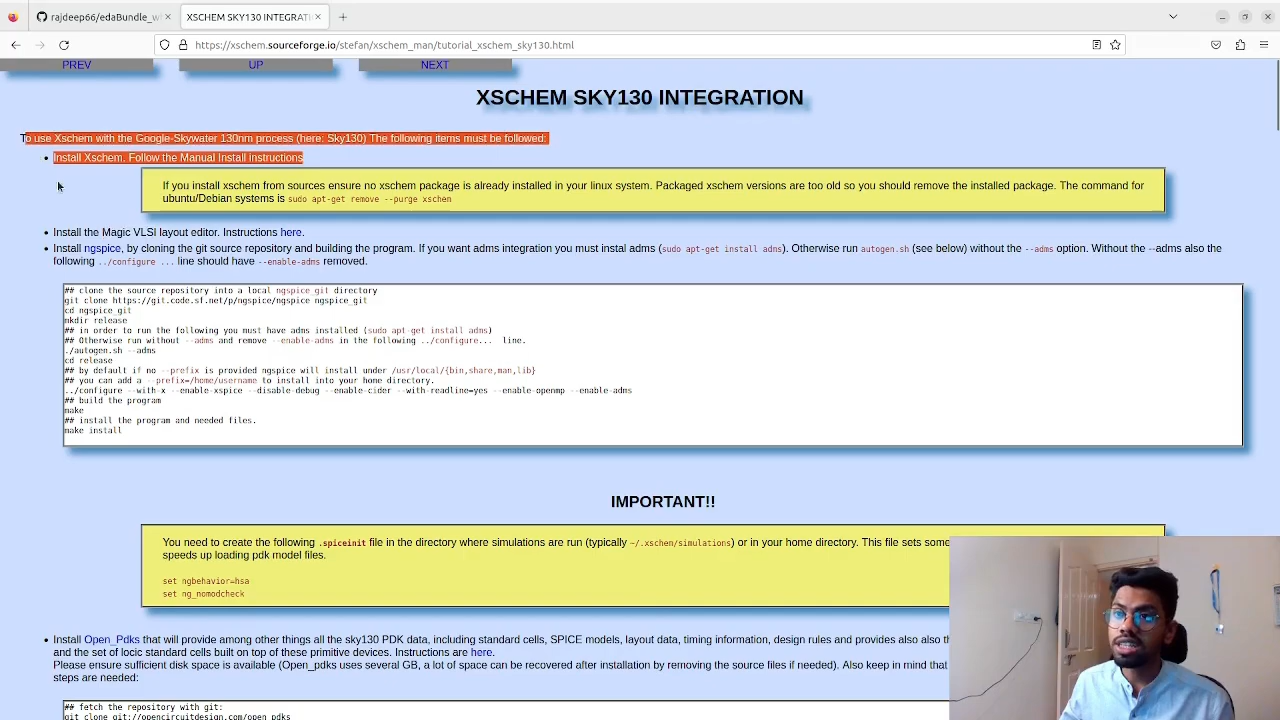 rajdeep66/edaBundle_w
XSCHEM SKY130 INTEGRATI
https://xschem.sourceforge.io/stefan/xschem_man/tutorial_xschem_sky130.html
PREV UP NEXT
XSCHEM SKY130 INTEGRATION
To use Xschem with the Google-Skywater 130nm process (here: Sky130) The following items must be followed:
• Install Xschem. Follow the Manual Install instructions
If you install xschem from sources ensure no xschem package is already installed in your linux system. Packaged xschem versions are too old so you should remove the installed package. The command for
ubuntu/Debian systems is sudo apt-get remove --purge xschem
• Install the Magic VLSI layout editor. Instructions here.
• Install ngspice, by cloning the git source repository and building the program. If you want adms integration you must instal adms (sudo apt-get install adms). Otherwise run autogen.sh (see below) without the --adms option. Without the --adms also the
following ../configure ... line should have --enable-adms removed.
## clone the source repository into a local ngspice_git directory
git clone https://git.code.sf.net/p/ngspice/ngspice ngspice_git
cd ngspice_git
mkdir release
## in order to run the following you must have adms installed (sudo apt-get install adms)
## Otherwise run without --adms and remove --enable-adms in the following ../configure... line.
./autogen.sh --adms
cd release
## by default if no --prefix is provided ngspice will install under /usr/local/{bin,share,man,lib}
## you can add a --prefix=/home/username to install into your home directory.
../configure --with-x --enable-xspice --disable-debug --enable-cider --with-readline=yes --enable-openmp --enable-adms
## build the program
make
## install the program and needed files.
make install
IMPORTANT!!
You need to create the following .spiceinit file in the directory where simulations are run (typically ~/.xschem/simulations) or in your home directory. This file sets some
speeds up loading pdk model files.
set ngbehavior=hsa
set ng_nomodcheck
• Install Open_Pdks that will provide among other things all the sky130 PDK data, including standard cells, SPICE models, layout data, timing information, design rules and provides also also th
and the set of locic standard cells built on top of these primitive devices. Instructions are here.
Please ensure sufficient disk space is available (Open_pdks uses several GB, a lot of space can be recovered after installation by removing the source files if needed). Also keep in mind that
steps are needed:
## fetch the repository with git:
git clone git://opencircuitdesign.com/open_pdks